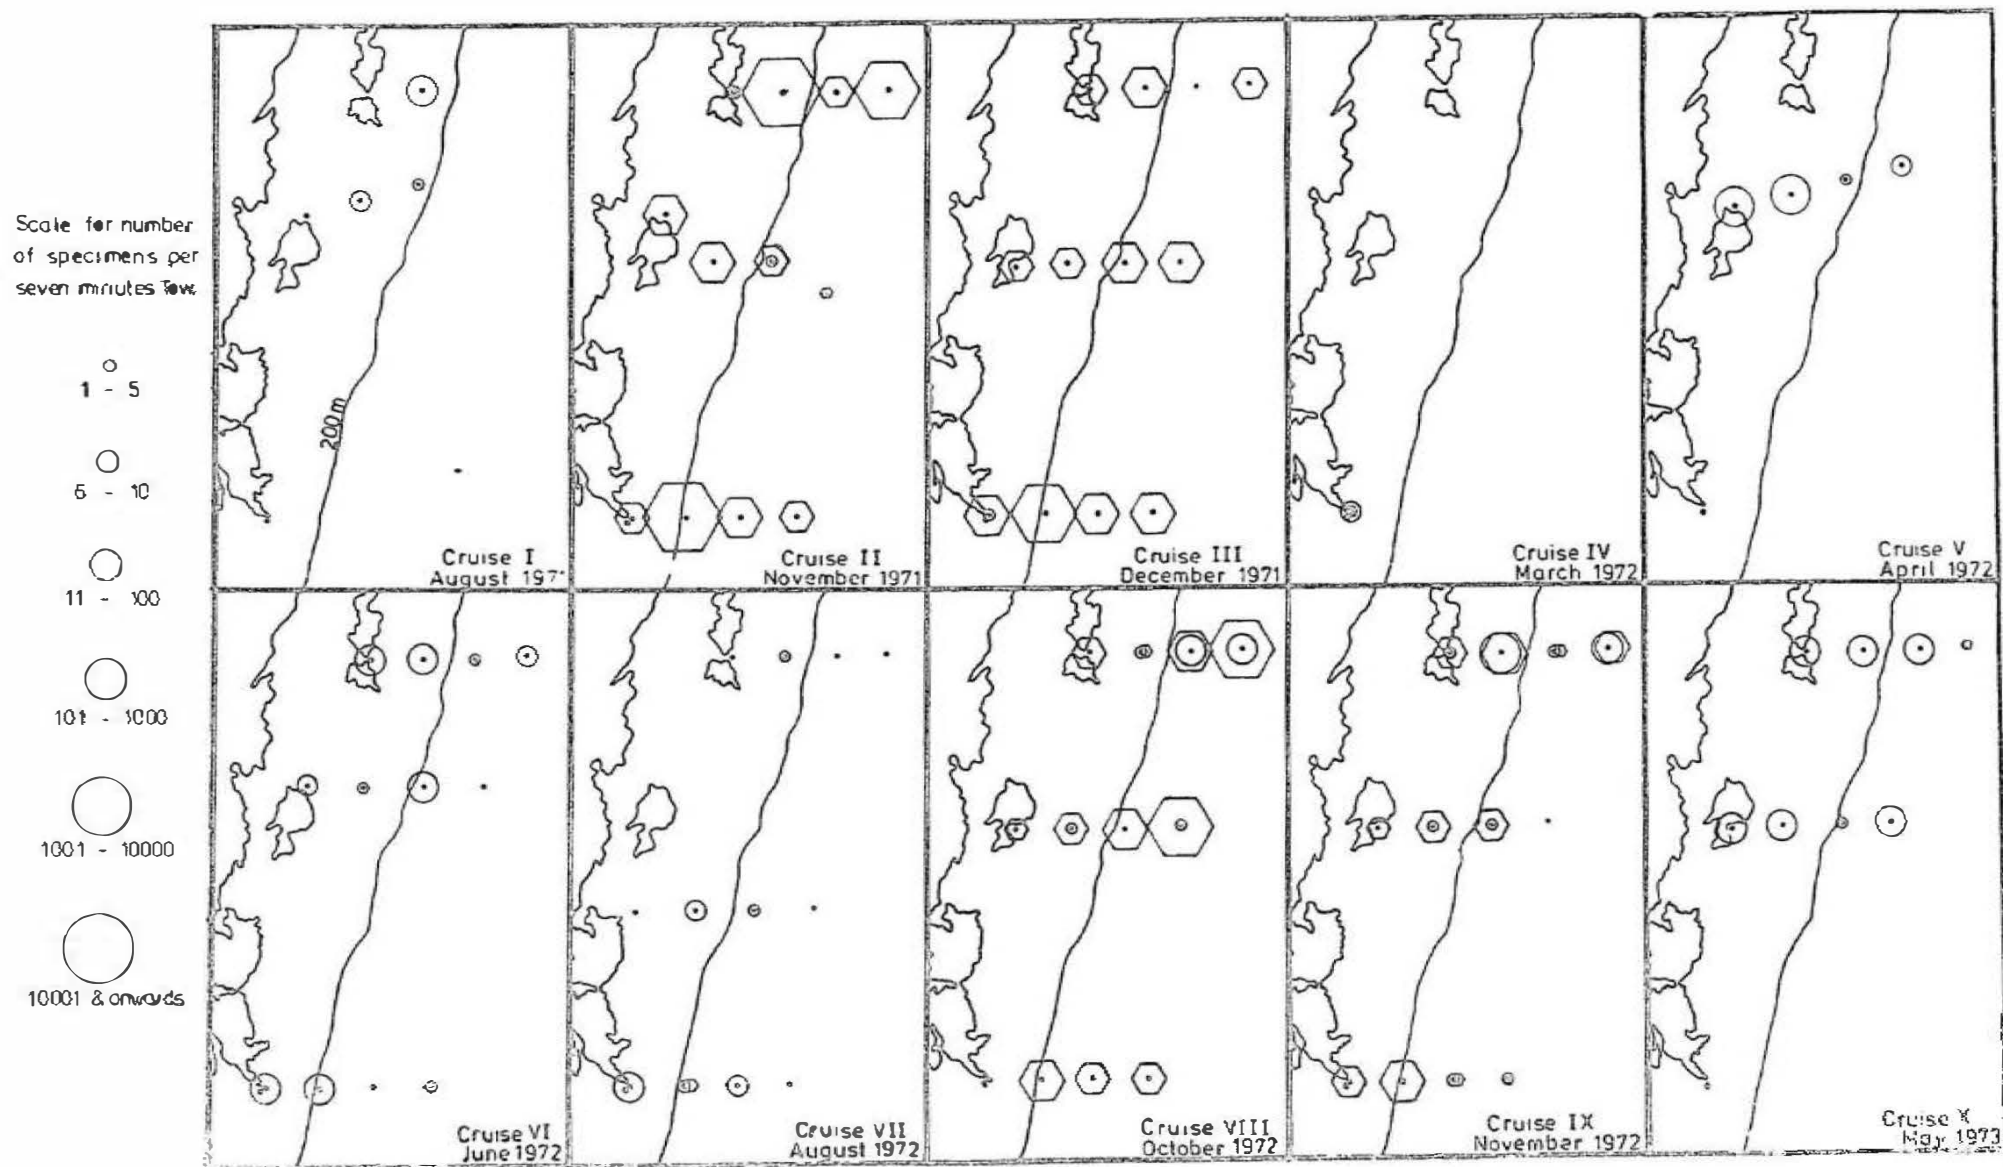 Scale for number
of specimens per
seven minutes Tow.
1 - 5
6 - 10
11 - 100
101 - 1000
1001 - 10000
10001 & onwards
200m
Cruise I
August 197
Cruise II
November 1971
Cruise III
December 1971
Cruise IV
March 1972
Cruise V
April 1972
Cruise VI
June 1972
Cruise VII
August 1972
Cruise VIII
October 1972
Cruise IX
November 1972
Cruise X
May 1973